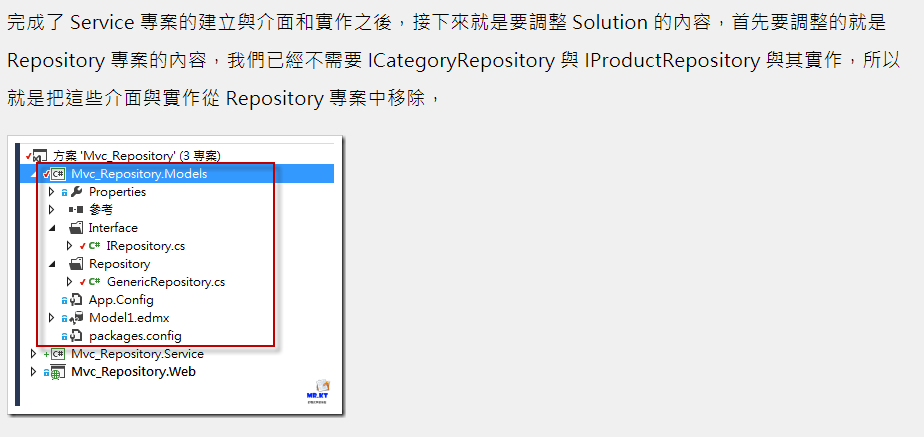 完成了 Service 專案的建立與介面和實作之後，接下來就是要調整 Solution 的內容，首先要調整的就是
Repository 專案的內容，我們已經不需要 ICategoryRepository 與 IProductRepository 與其實作，所以
就是把這些介面與實作從 Repository 專案中移除，
方案 'Mvc_Repository' (3 專案)
C# Mvc_Repository.Models
Properties
參考
Interface
C# IRepository.cs
Repository
C# GenericRepository.cs
App.Config
Model1.edmx
packages.config
C# Mvc_Repository.Service
Mvc_Repository.Web
MR.KT